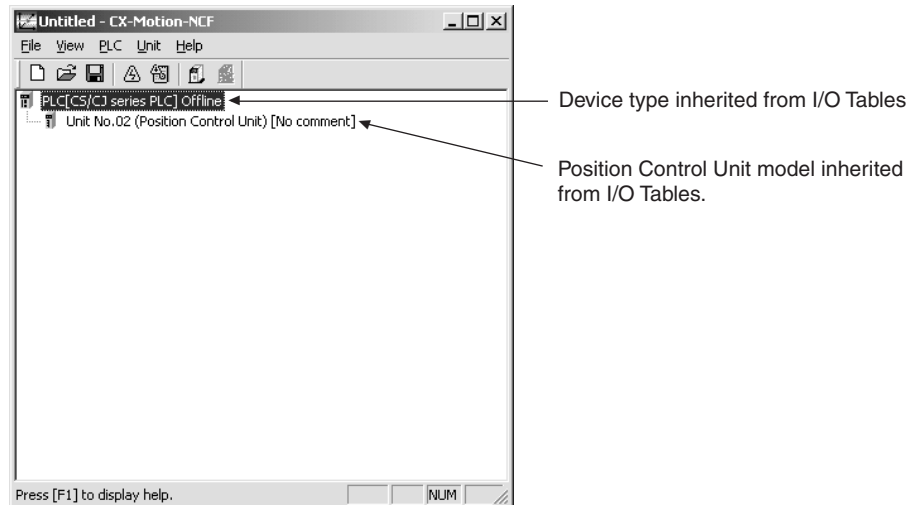 Untitled - CX-Motion-NCF
File View PLC Unit Help
PLC[CS/CJ series PLC] Offline
Device type inherited from I/O Tables
Unit No.02 (Position Control Unit) [No comment]
Position Control Unit model inherited
from I/O Tables.
Press [F1] to display help.
NUM